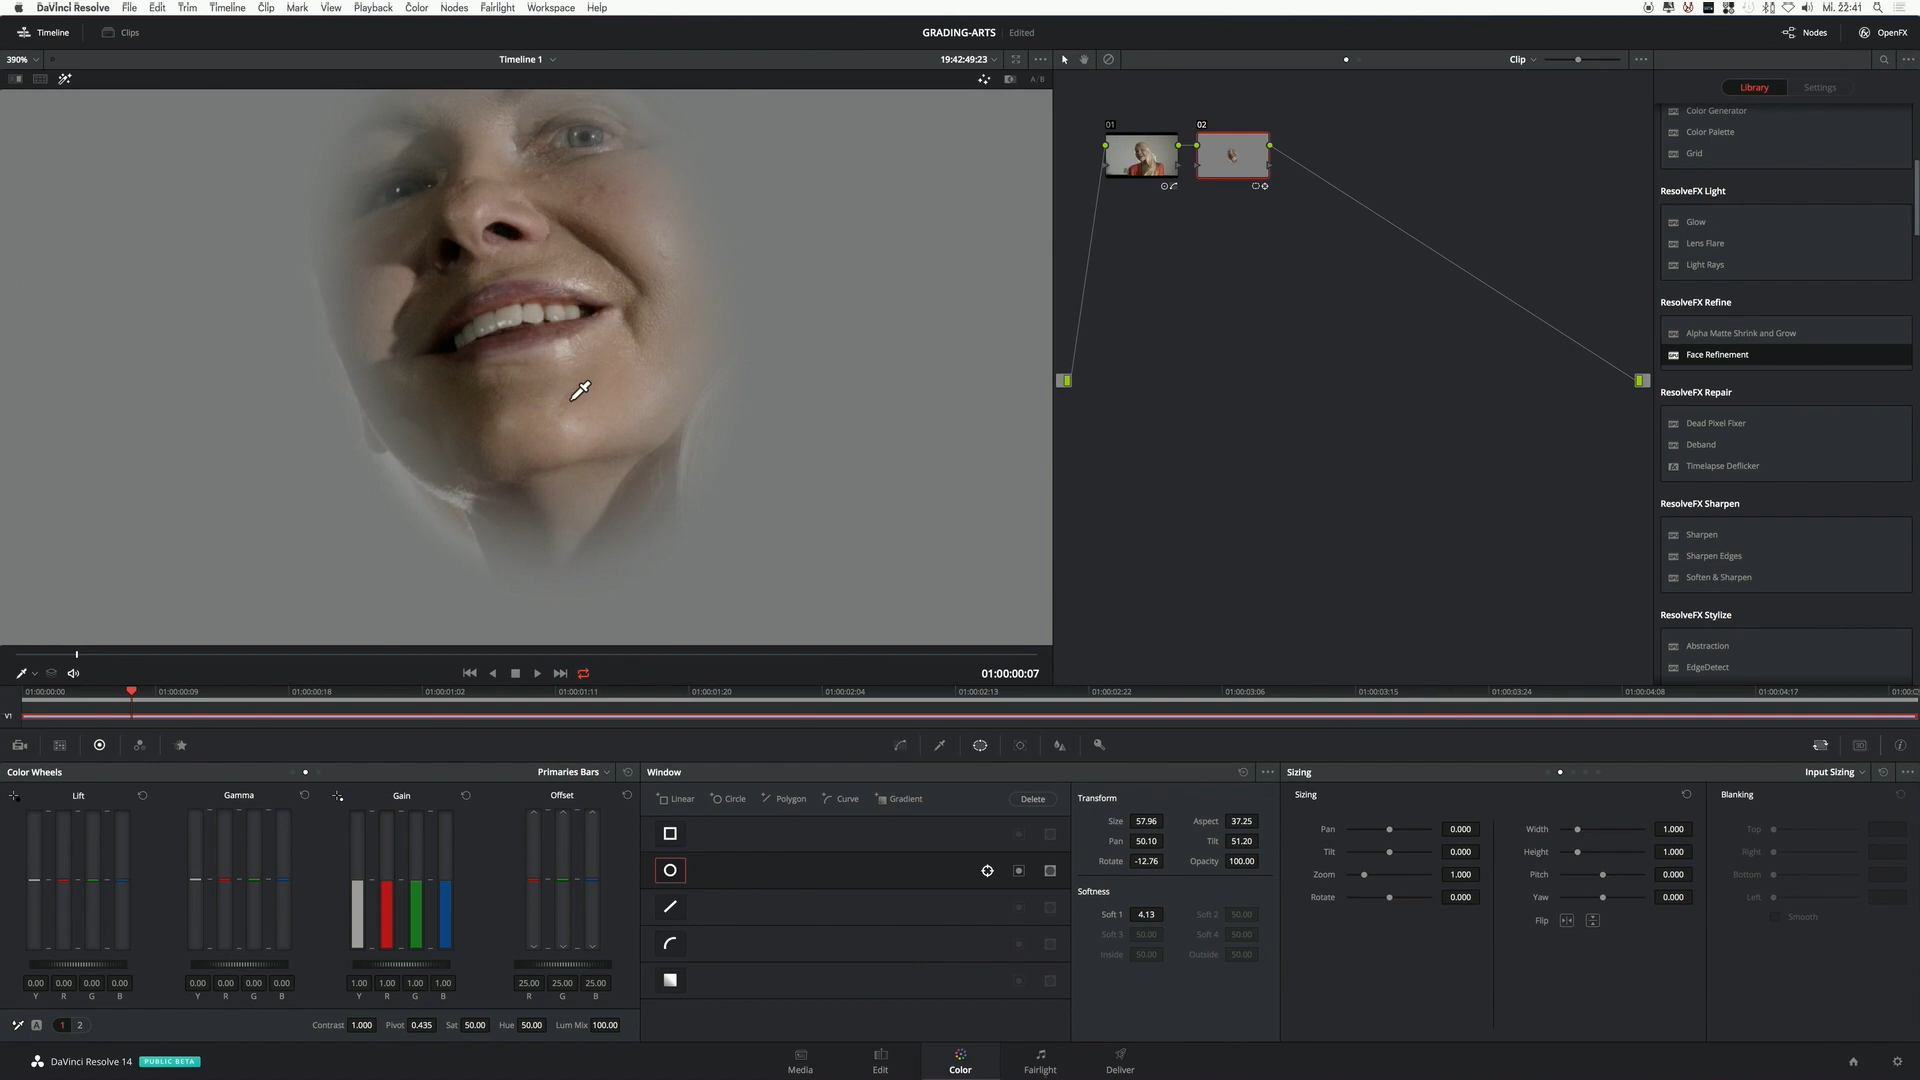 DaVinci Resolve File Edit Trim Timeline Clip Mark View Playback Color Nodes Fairlight Workspace Help Mi. 22:41
Timeline Clips GRADING-ARTS Edited Nodes OpenFX
390% Timeline 1 19:42:49:23 Clip
A/B
Library Settings
Color Generator
Color Palette
Grid
ResolveFX Light
Glow
Lens Flare
Light Rays
ResolveFX Refine
Alpha Matte Shrink and Grow
Face Refinement
ResolveFX Repair
Dead Pixel Fixer
Deband
Timelapse Deflicker
ResolveFX Sharpen
Sharpen
Sharpen Edges
Soften & Sharpen
ResolveFX Stylize
Abstraction
EdgeDetect
01 02
01:00:00:07
01:00:00:00 01:00:00:09 01:00:00:18 01:00:01:02 01:00:01:11 01:00:01:20 01:00:02:04 01:00:02:13 01:00:02:22 01:00:03:06 01:00:03:15 01:00:03:24 01:00:04:08 01:00:04:17
V1
Color Wheels Primaries Bars
Lift Gamma Gain Offset
0.00 0.00 0.00 0.00 0.00 0.00 0.00 0.00 1.00 1.00 1.00 1.00 25.00 25.00 25.00
Y R G B Y R G B Y R G B R G B
A 1 2 Contrast 1.000 Pivot 0.435 Sat 50.00 Hue 50.00 Lum Mix 100.00
Window
Linear Circle Polygon Curve Gradient Delete
Transform
Size 57.96 Aspect 37.25
Pan 50.10 Tilt 51.20
Rotate -12.76 Opacity 100.00
Softness
Soft 1 4.13 Soft 2 50.00
Soft 3 50.00 Soft 4 50.00
Inside 50.00 Outside 50.00
Sizing Input Sizing
Sizing
Pan 0.000 Width 1.000
Tilt 0.000 Height 1.000
Zoom 1.000 Pitch 0.000
Rotate 0.000 Yaw 0.000
Flip
Blanking
Top
Right
Bottom
Left
Smooth
DaVinci Resolve 14 PUBLIC BETA
Media Edit Color Fairlight Deliver